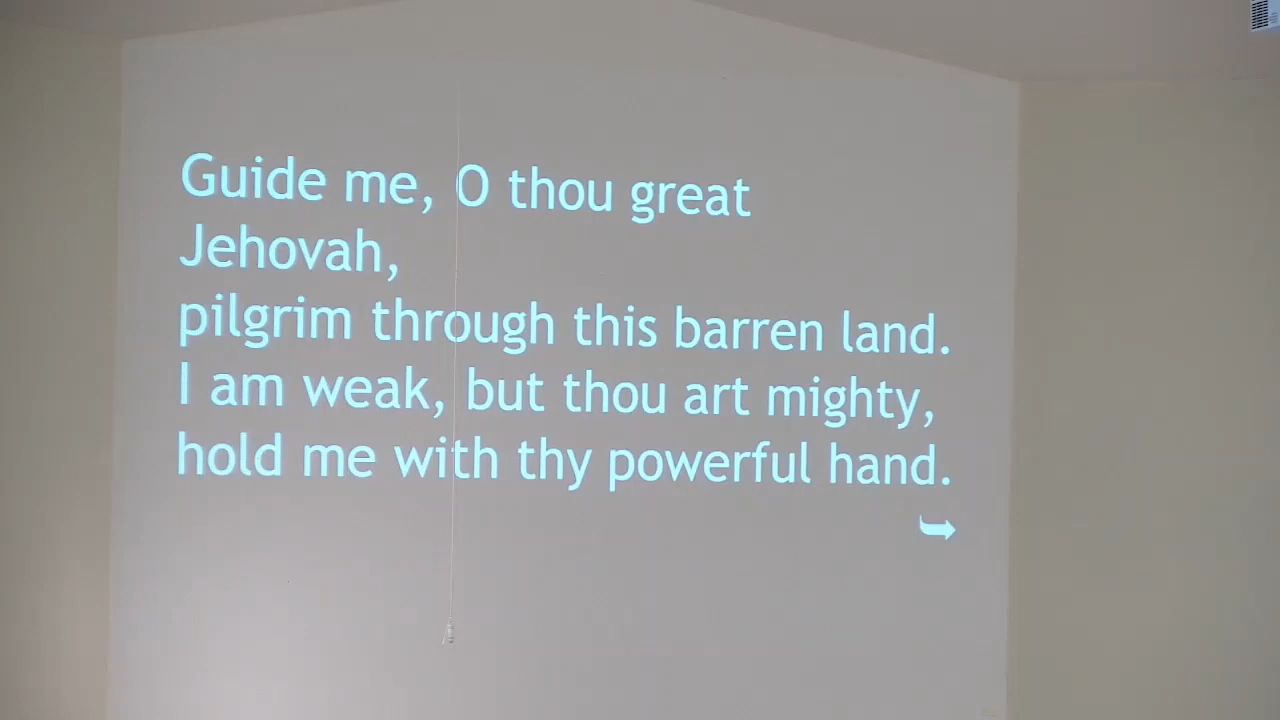 Guide me, O thou great
Jehovah,
pilgrim through this barren land.
I am weak, but thou art mighty,
hold me with thy powerful hand.